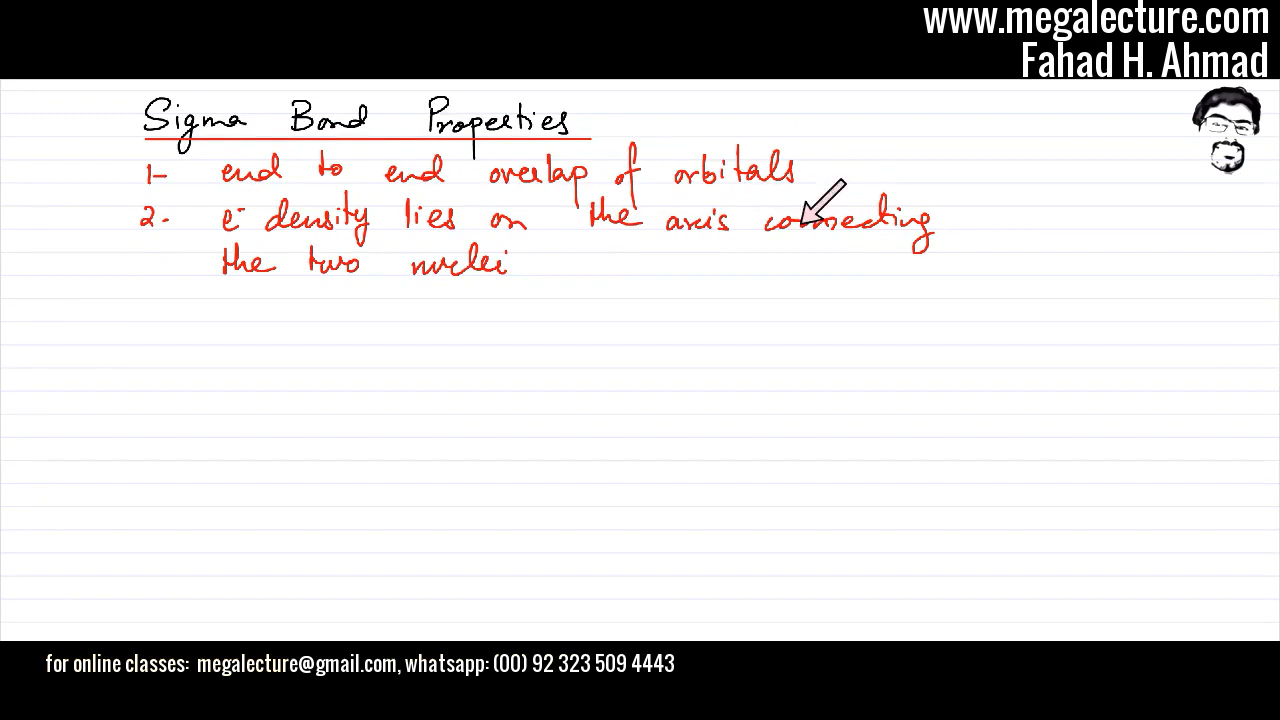 www.megalecture.com
Fahad H. Ahmad
Sigma Bond Properties
1- end to end overlap of orbitals
2- e⁻ density lies on the axis connecting
the two nuclei
for online classes: megalecture@gmail.com, whatsapp: (00) 92 323 509 4443